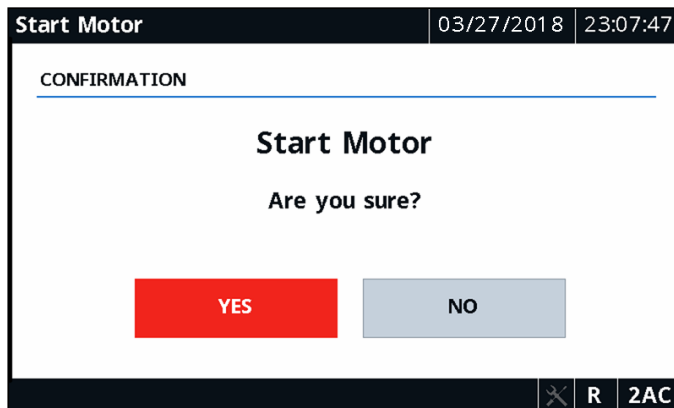 Start Motor 03/27/2018 23:07:47
CONFIRMATION
Start Motor
Are you sure?
YES NO
R 2AC